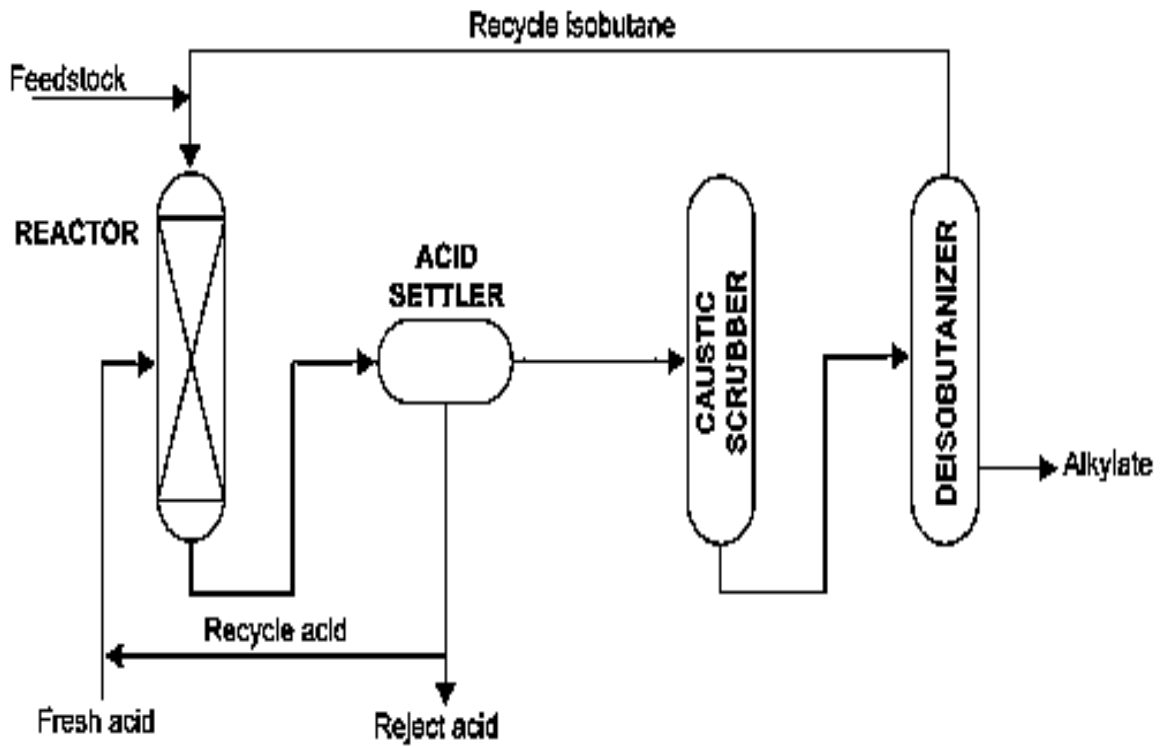 Recycle isobutane
Feedstock
REACTOR
ACID
SETTLER
CAUSTIC
SCRUBBER
DEISOBUTANIZER
Alkylate
Recycle acid
Fresh acid
Reject acid